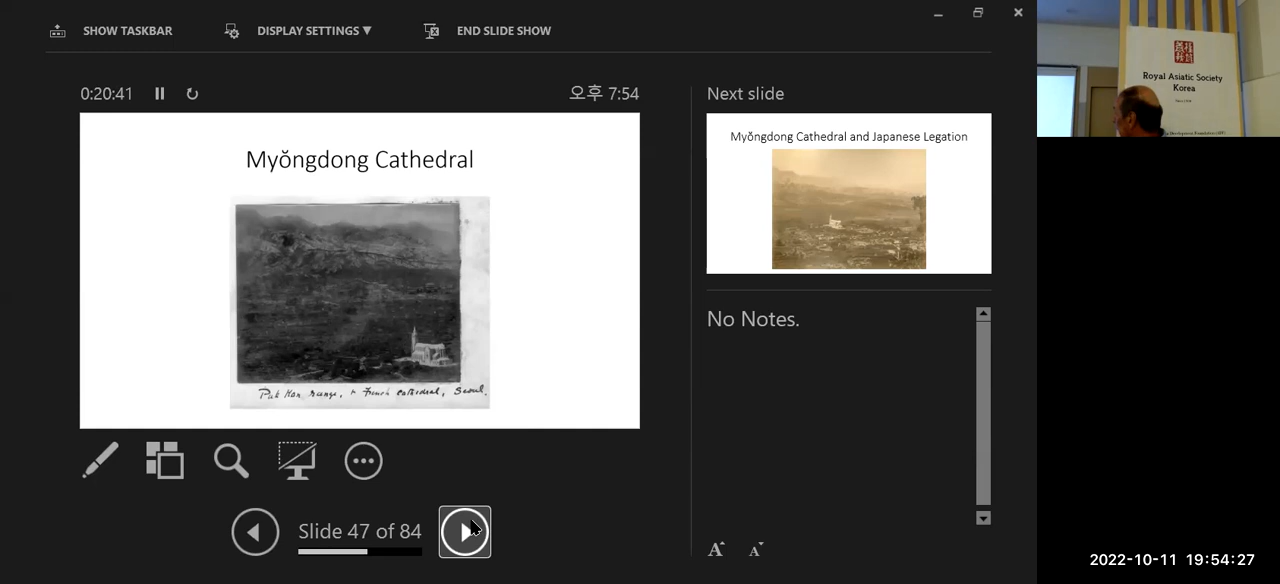 SHOW TASKBAR
DISPLAY SETTINGS ▼
END SLIDE SHOW
0:20:41
오후 7:54
Myŏngdong Cathedral
Puk Han range, & French Cathedral, Seoul.
Slide 47 of 84
Next slide
Myŏngdong Cathedral and Japanese Legation
No Notes.
A A
Royal Asiatic Society
Korea
2022-10-11 19:54:27